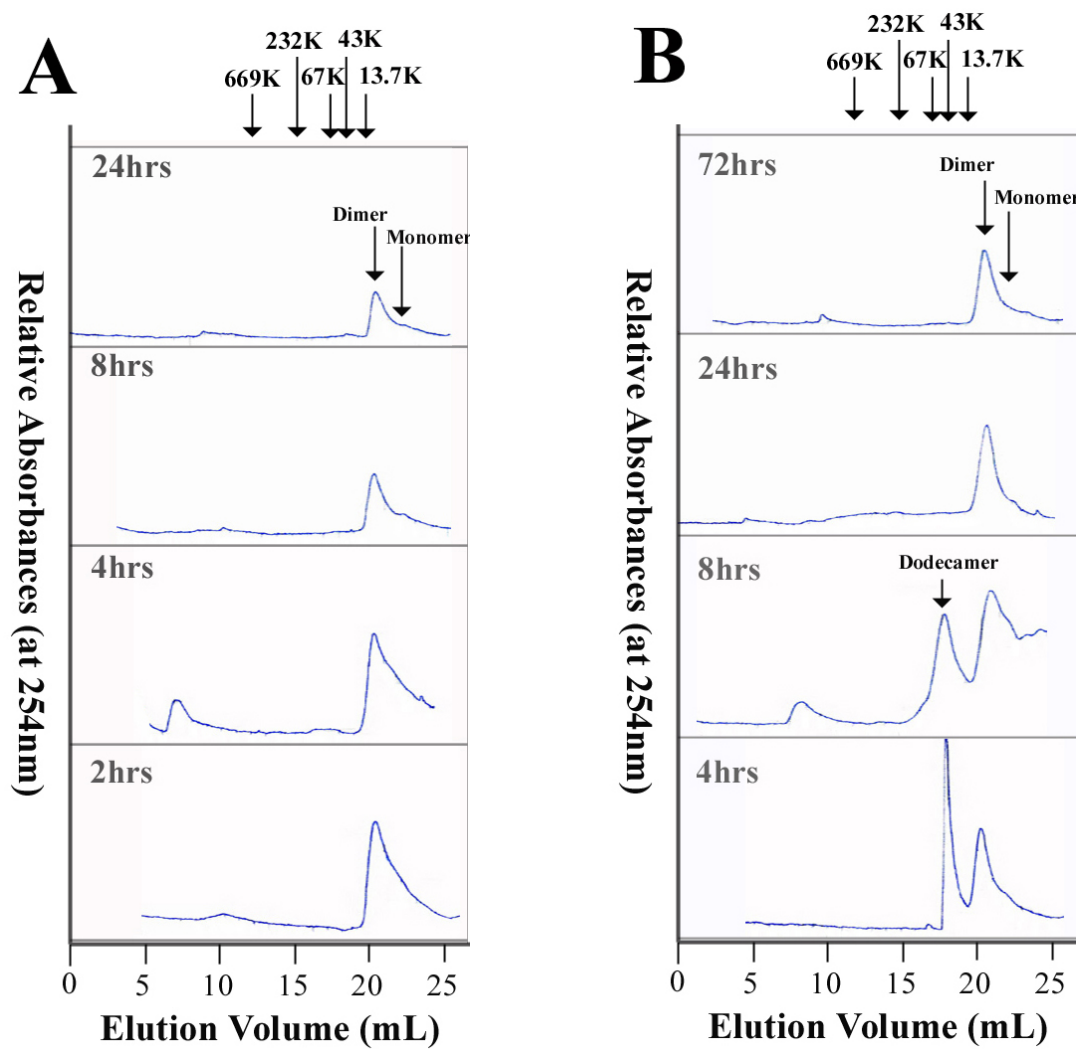 A
232K 43K
669K 67K 13.7K
24hrs
Dimer
Monomer
8hrs
4hrs
2hrs
Relative Absorbances (at 254nm)
0 5 10 15 20 25
Elution Volume (mL)
B
232K 43K
669K 67K 13.7K
72hrs
Dimer
Monomer
24hrs
8hrs
Dodecamer
4hrs
Relative Absorbances (at 254nm)
0 5 10 15 20 25
Elution Volume (mL)